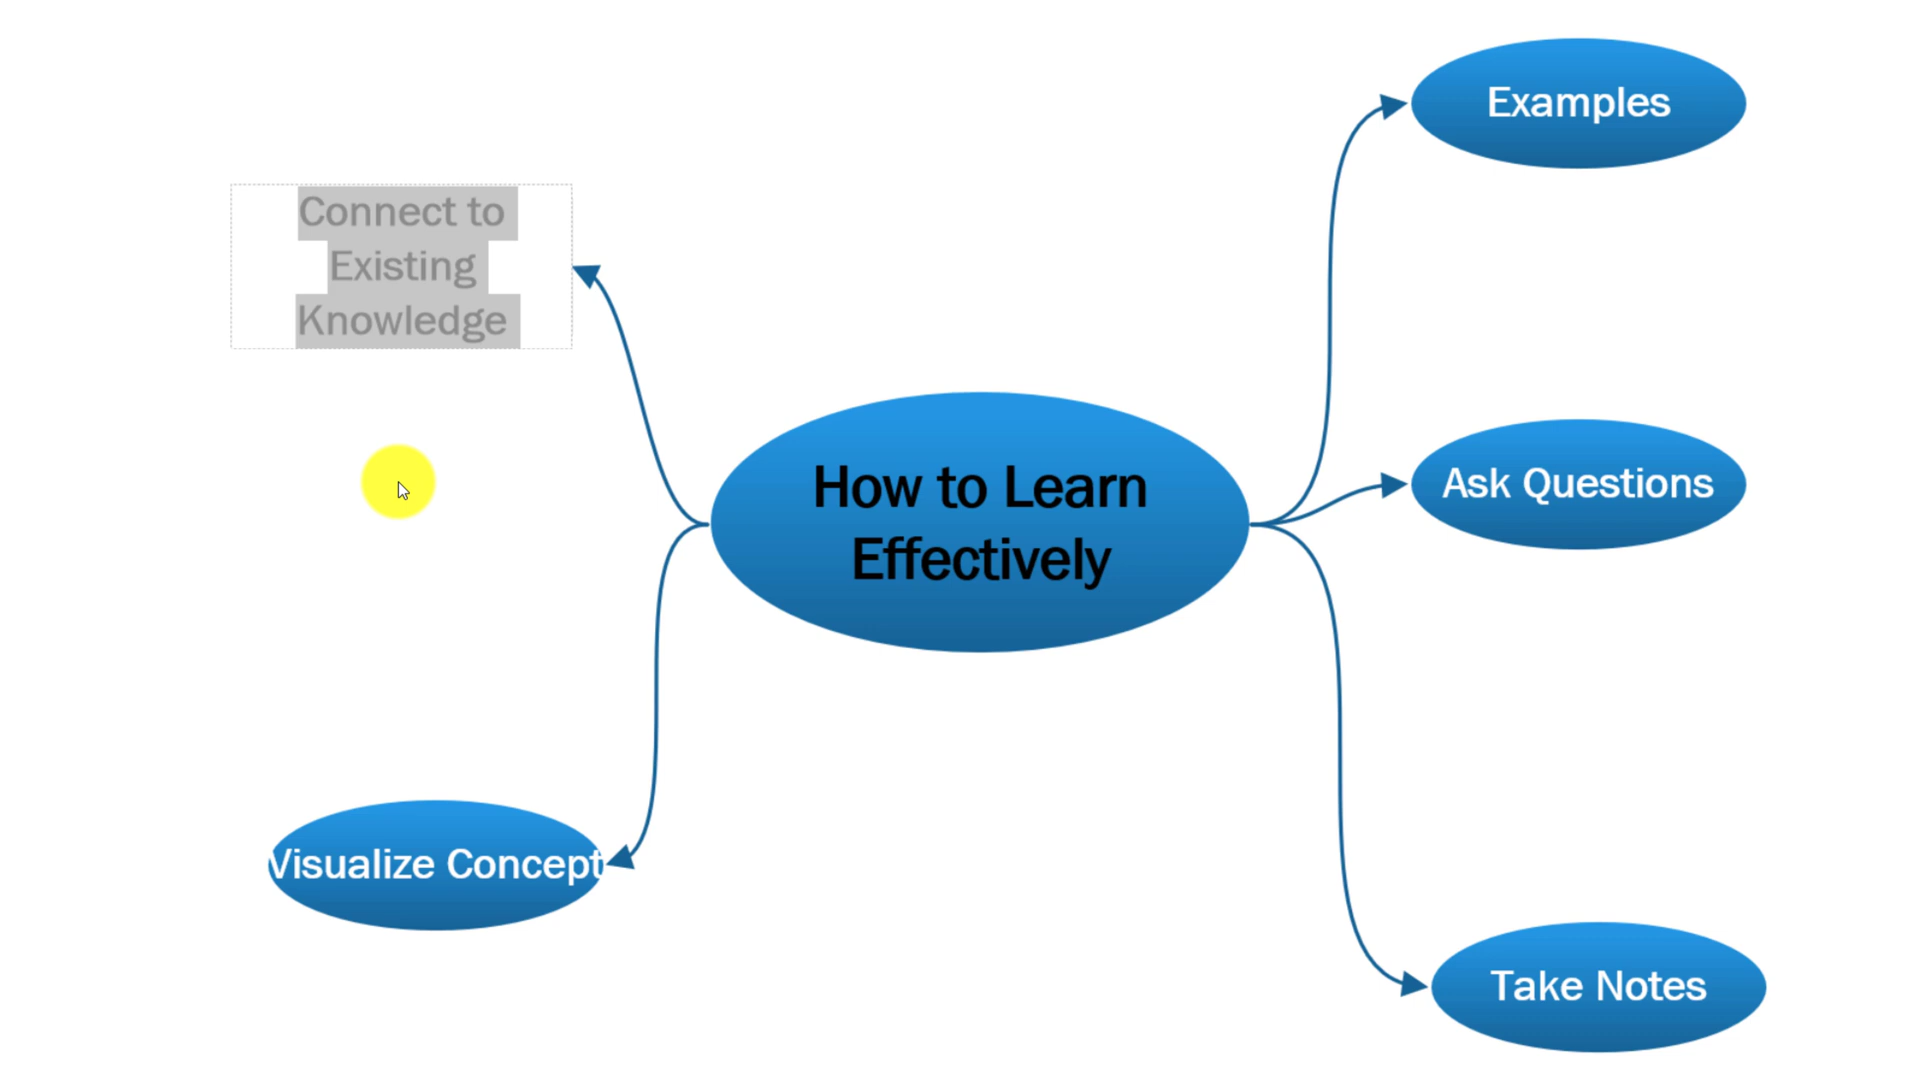 Examples
Connect to
Existing
Knowledge
How to Learn
Effectively
Ask Questions
Visualize Concept
Take Notes